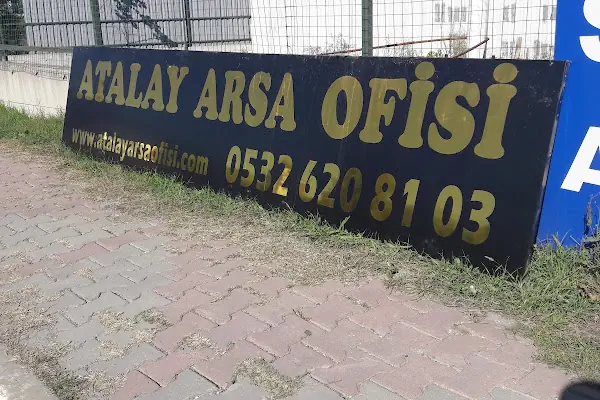 ATALAY ARSA OFİSİ
www.atalayarsaofisi.com 0532 620 81 03
S
A